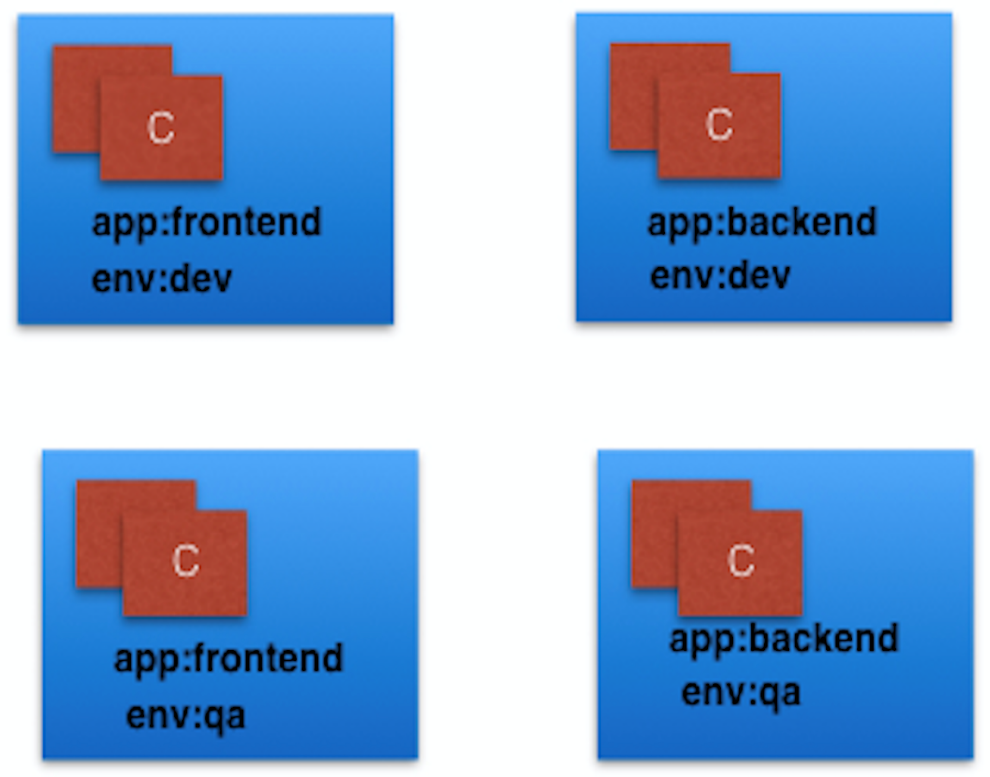 C
app:frontend
env:dev
C
app:backend
env:dev
C
app:frontend
env:qa
C
app:backend
env:qa